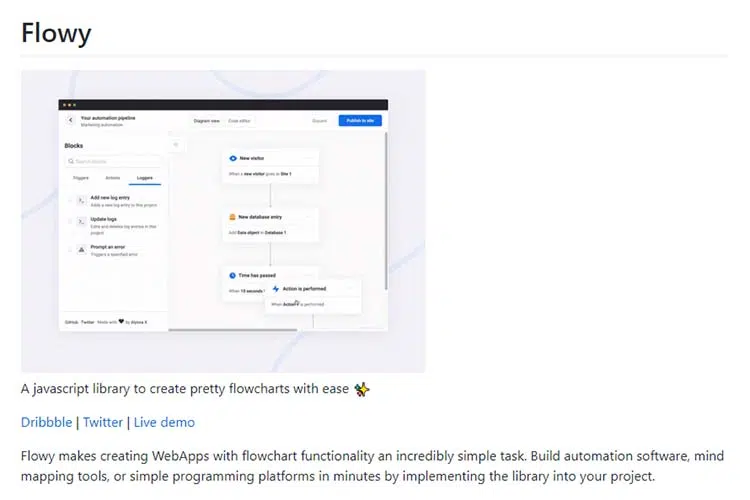 Flowy
Your automation pipeline
Marketing automation
Diagram view
Code editor
Discard
Publish to site
Blocks
Search blocks
Triggers
Actions
Loggers
Add new log entry
Adds a new log entry to this project
Update logs
Edits and deletes log entries in this
project
Prompt an error
Triggers a specified error
New visitor
When a new visitor goes to Site 1
New database entry
Add Data object to Database 1
Time has passed
When 10 seconds
Action is performed
When Action 1 is performed
GitHub Twitter Made with ❤ by Alyssa X
A javascript library to create pretty flowcharts with ease ✨
Dribbble | Twitter | Live demo
Flowy makes creating WebApps with flowchart functionality an incredibly simple task. Build automation software, mind
mapping tools, or simple programming platforms in minutes by implementing the library into your project.